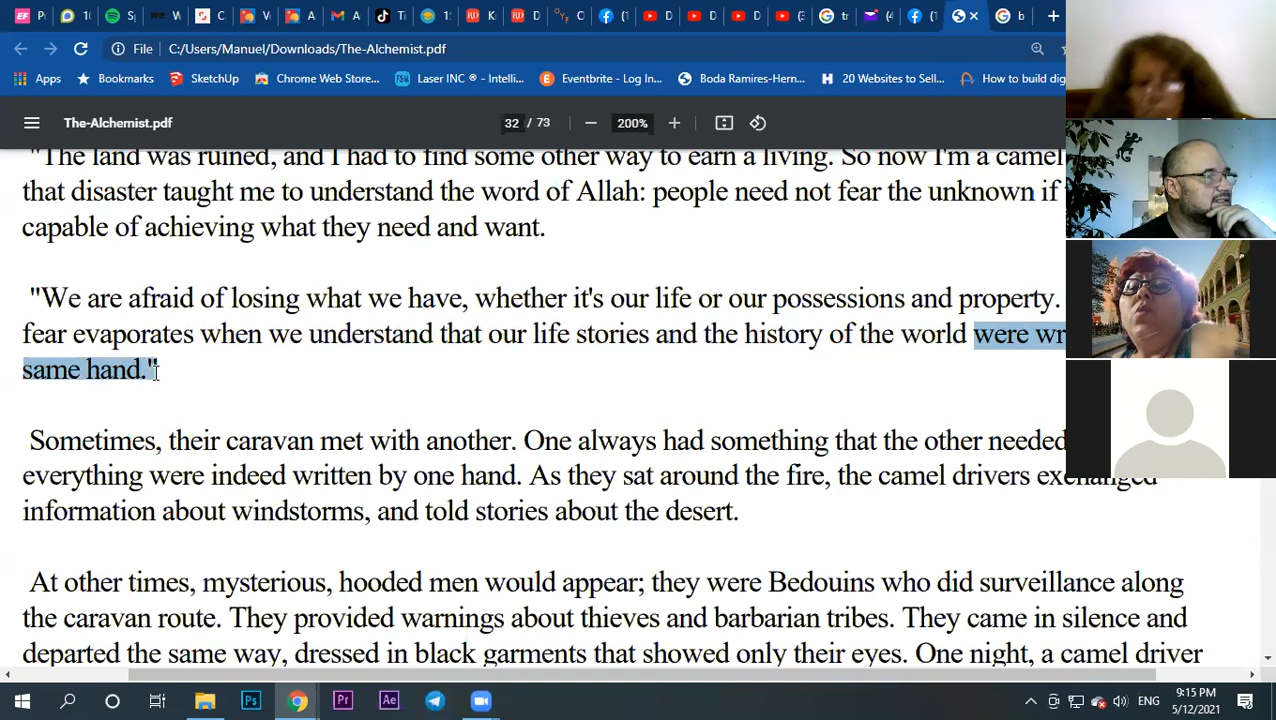 File C:/Users/Manuel/Downloads/The-Alchemist.pdf
Apps Bookmarks SketchUp Chrome Web Store... Laser INC ® - Intelli... Eventbrite - Log In... Boda Ramires-Hern... 20 Websites to Sell... How to build dig
The-Alchemist.pdf 32 / 73 200%
"The land was ruined, and I had to find some other way to earn a living. So now I'm a camel
that disaster taught me to understand the word of Allah: people need not fear the unknown if
capable of achieving what they need and want.
"We are afraid of losing what we have, whether it's our life or our possessions and property.
fear evaporates when we understand that our life stories and the history of the world were wr
same hand."
Sometimes, their caravan met with another. One always had something that the other needed
everything were indeed written by one hand. As they sat around the fire, the camel drivers exchanged
information about windstorms, and told stories about the desert.
At other times, mysterious, hooded men would appear; they were Bedouins who did surveillance along
the caravan route. They provided warnings about thieves and barbarian tribes. They came in silence and
departed the same way, dressed in black garments that showed only their eyes. One night, a camel driver
Ps Pr Ae ENG 9:15 PM
5/12/2021